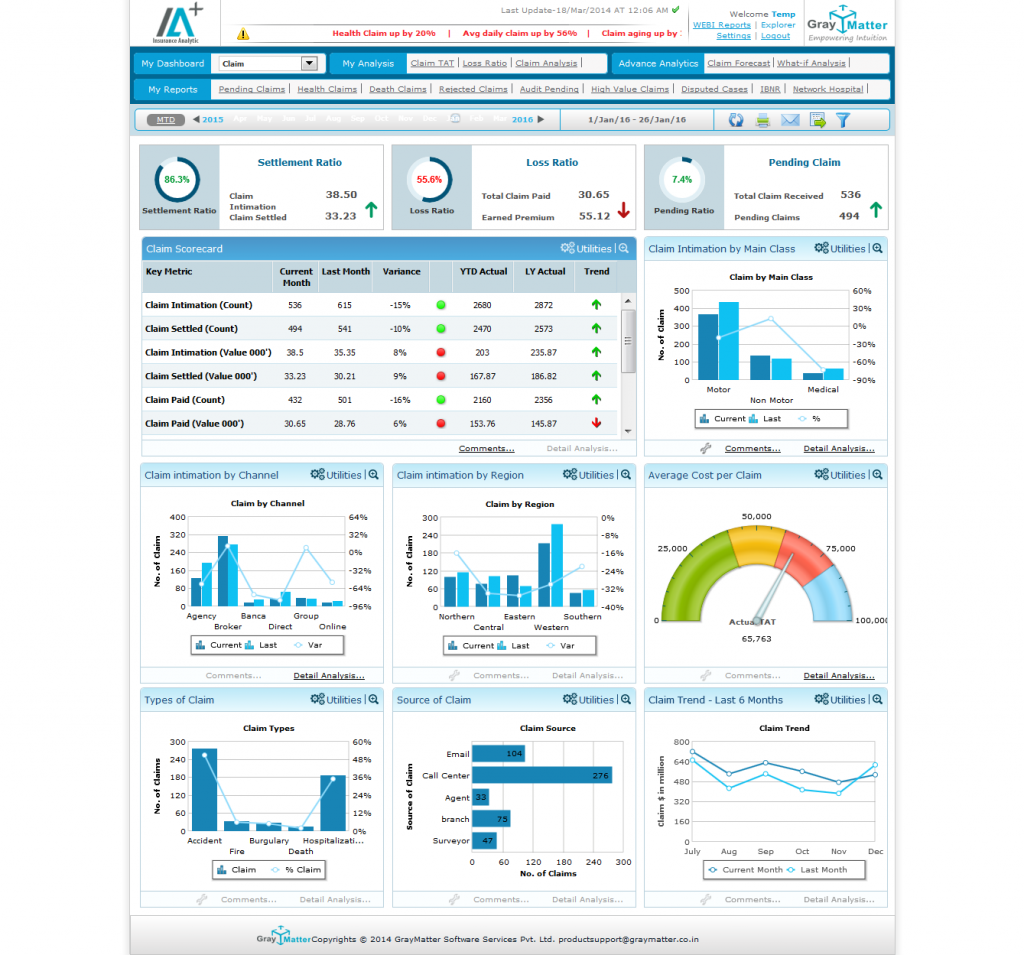 IA+
Insurance Analytic
Last Update-18/Mar/2014 AT 12:06 AM
Health Claim up by 20% | Avg daily claim up by 56% | Claim aging up by
Welcome Temp
WEBI Reports | Explorer
Settings | Logout
GrayMatter
Empowering Intuition
My Dashboard Claim My Analysis Claim TAT | Loss Ratio | Claim Analysis | Advance Analytics Claim Forecast | What-if Analysis |
My Reports Pending Claims | Health Claims | Death Claims | Rejected Claims | Audit Pending | High Value Claims | Disputed Cases | IBNR | Network Hospital |
MTD 2015 Apr May Jun Jul Aug Sep Oct Nov Dec Jan Feb Mar 2016 1/Jan/16 - 26/Jan/16
86.3%
Settlement Ratio
Settlement Ratio
Claim Intimation 38.50
Claim Settled 33.23
55.6%
Loss Ratio
Loss Ratio
Total Claim Paid 30.65
Earned Premium 55.12
7.4%
Pending Ratio
Pending Claim
Total Claim Received 536
Pending Claims 494
Claim Scorecard Utilities |
Key Metric Current Month Last Month Variance YTD Actual LY Actual Trend
Claim Intimation (Count) 536 615 -15% 2680 2872
Claim Settled (Count) 494 541 -10% 2470 2573
Claim Intimation (Value 000') 38.5 35.35 8% 203 235.87
Claim Settled (Value 000') 33.23 30.21 9% 167.87 186.82
Claim Paid (Count) 432 501 -16% 2160 2356
Claim Paid (Value 000') 30.65 28.76 6% 153.76 145.87
Comments... Detail Analysis...
Claim Intimation by Main Class Utilities |
Claim by Main Class
No. of Claim
500 60%
400 30%
300 0%
200 -30%
100 -60%
0 -90%
Motor Medical
Non Motor
Current Last %
Comments... Detail Analysis...
Claim intimation by Channel Utilities |
Claim by Channel
No. of Claim
400 64%
320 32%
240 0%
160 -32%
80 -64%
0 -96%
Agency Banca Group
Broker Direct Online
Current Last Var
Comments... Detail Analysis...
Claim intimation by Region Utilities |
Claim by Region
No. of Claim
300 0%
240 -8%
180 -16%
120 -24%
60 -32%
0 -40%
Northern Eastern Southern
Central Western
Current Last Var
Comments... Detail Analysis...
Average Cost per Claim Utilities |
50,000
25,000 75,000
0 100,000
Actual TAT
65,763
Comments... Detail Analysis...
Types of Claim Utilities |
Claim Types
No. of Claims
300 60%
240 48%
180 36%
120 24%
60 12%
0 0%
Accident Burgulary Hospitalizati...
Fire Death
Claim % Claim
Comments... Detail Analysis...
Source of Claim Utilities |
Claim Source
Source of Claim
Email 104
Call Center 276
Agent 33
branch 75
Surveyor 47
0 60 120 180 240 300
No. of Claims
Comments... Detail Analysis...
Claim Trend - Last 6 Months Utilities |
Claim Trend
Claim $ in million
800
640
480
320
160
0
July Aug Sep Oct Nov Dec
Current Month Last Month
Comments... Detail Analysis...
GrayMatter Copyrights © 2014 GrayMatter Software Services Pvt. Ltd. productsupport@graymatter.co.in